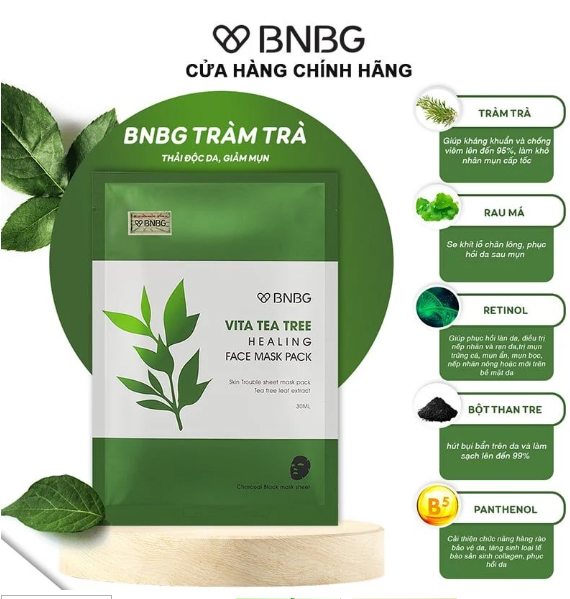 BNBG
CỬA HÀNG CHÍNH HÃNG
BNBG TRÀM TRÀ
THẢI ĐỘC DA, GIẢM MỤN
BNBG
BNBG
VITA TEA TREE
HEALING
FACE MASK PACK
Skin Trouble sheet mask pack
Tea tree leaf extract
30ML
Charcoal Black mask sheet
TRÀM TRÀ
Giúp kháng khuẩn và chống
viêm lên đến 95%, làm khô
nhân mụn cấp tốc
RAU MÁ
Se khít lỗ chân lông, phục
hồi da sau mụn
RETINOL
Giúp phục hồi làn da, điều trị
nếp nhăn và rạn da,trị mụn
trứng cá, mụn ẩn, mụn bọc,
nếp nhăn nông hoặc mới trên
bề mặt da
BỘT THAN TRE
hút bụi bẩn trên da và làm
sạch lên đến 99%
B5
PANTHENOL
Cải thiện chức năng hàng rào
bảo vệ da, tăng sinh loại tế
bào sản sinh collagen, phục
hồi da